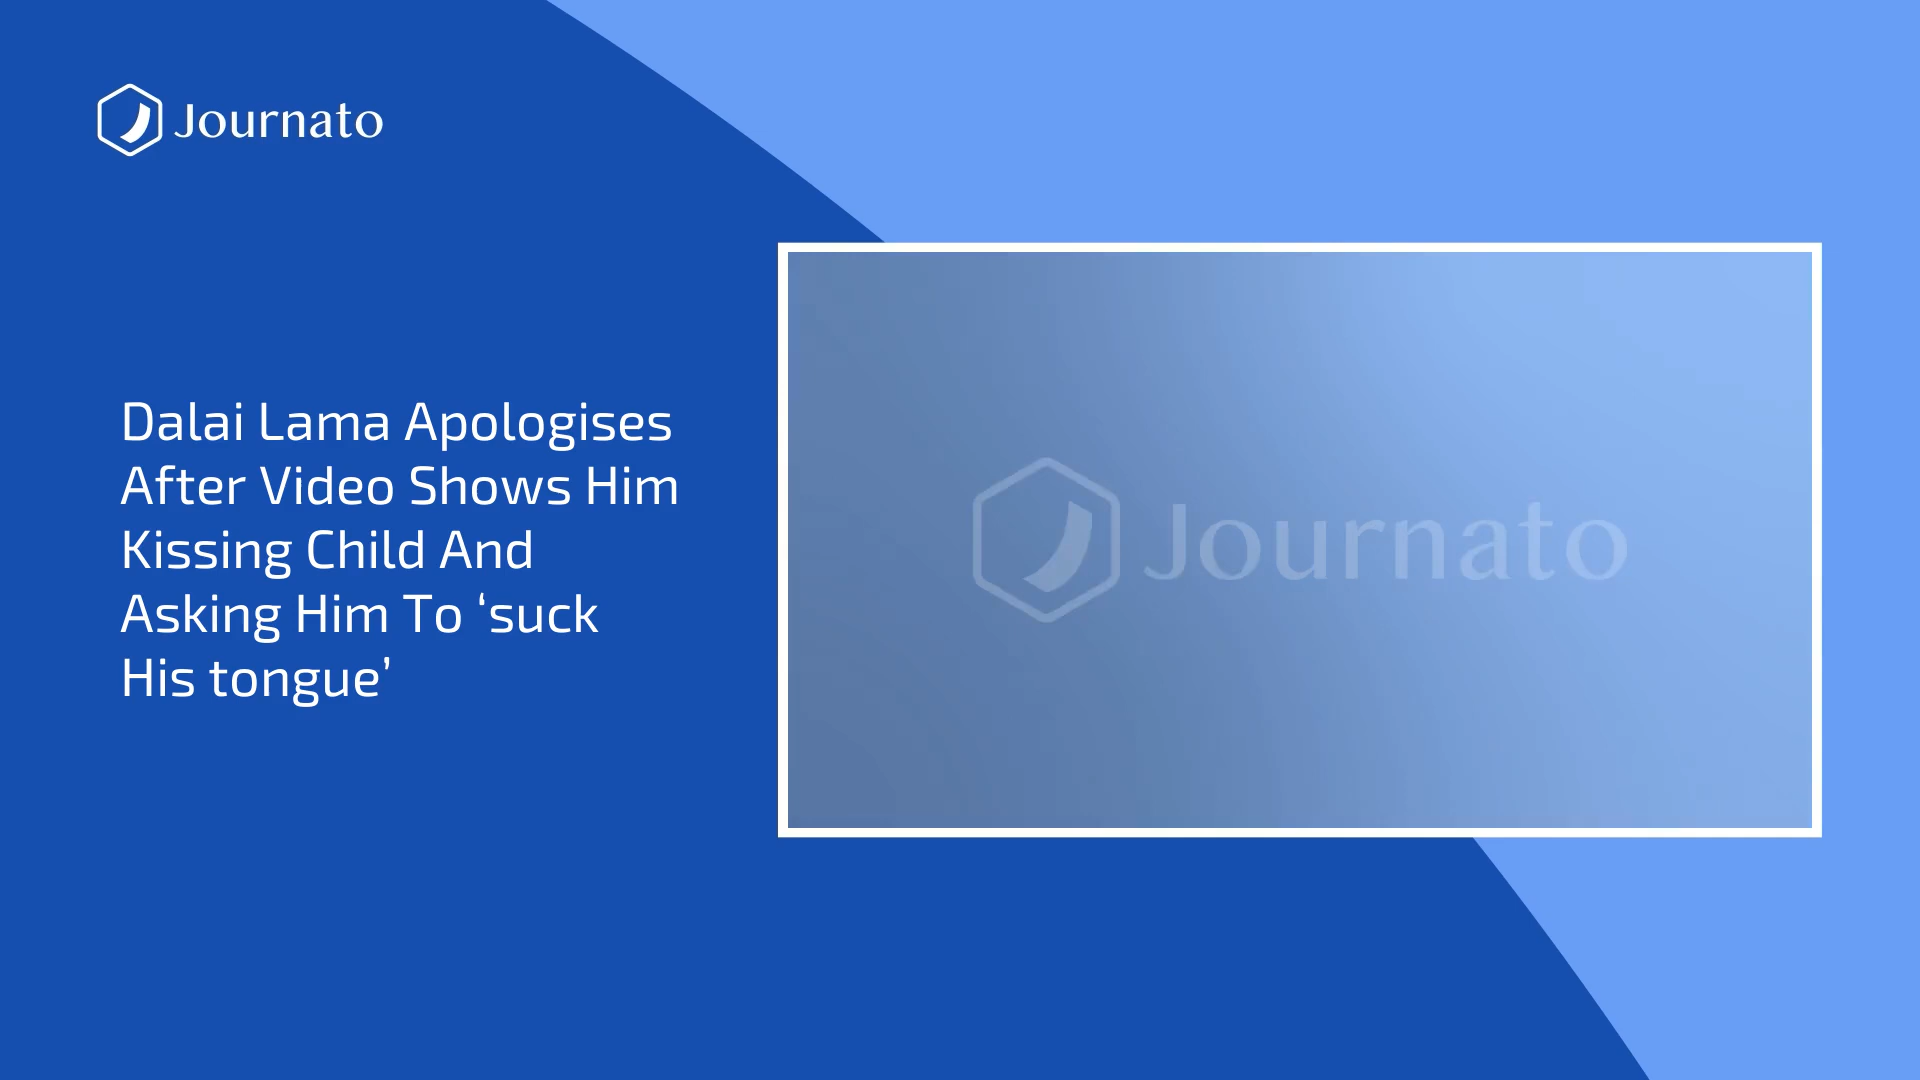 Journato
Dalai Lama Apologises
After Video Shows Him
Kissing Child And
Asking Him To ‘suck
His tongue’
Journato